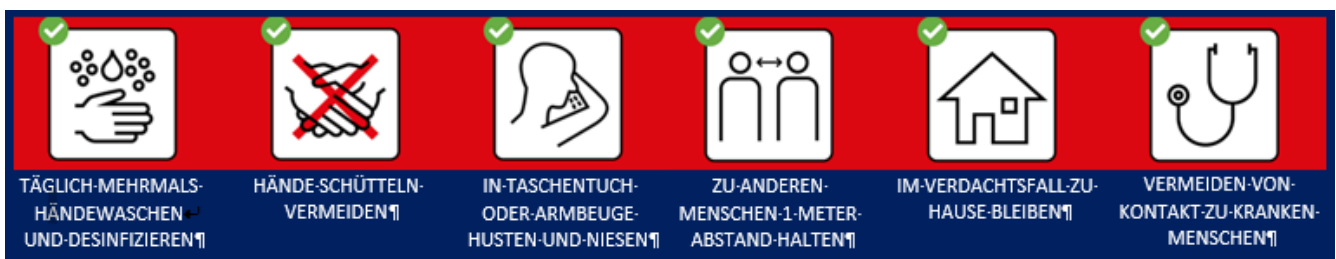 TÄGLICH·MEHRMALS·
HÄNDEWASCHEN↵
UND·DESINFIZIEREN¶
HÄNDE·SCHÜTTELN·
VERMEIDEN¶
IN·TASCHENTUCH·
ODER·ARMBEUGE·
HUSTEN·UND·NIESEN¶
ZU·ANDEREN·
MENSCHEN·1·METER·
ABSTAND·HALTEN¶
IM·VERDACHTSFALL·ZU·
HAUSE·BLEIBEN¶
VERMEIDEN·VON·
KONTAKT·ZU·KRANKEN·
MENSCHEN¶